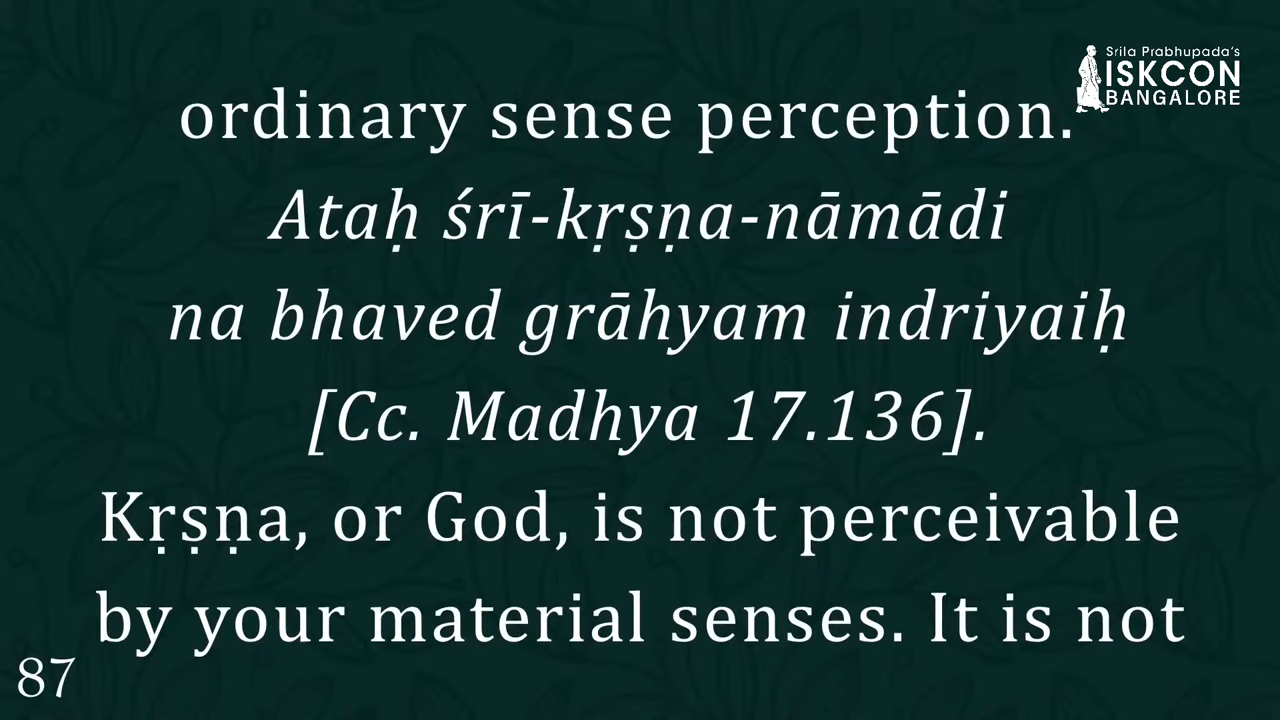 Srila Prabhupada's
ISKCON
BANGALORE
ordinary sense perception.
Ataḥ śrī-kṛṣṇa-nāmādi
na bhaved grāhyam indriyaiḥ
[Cc. Madhya 17.136].
Kṛṣṇa, or God, is not perceivable
by your material senses. It is not
87